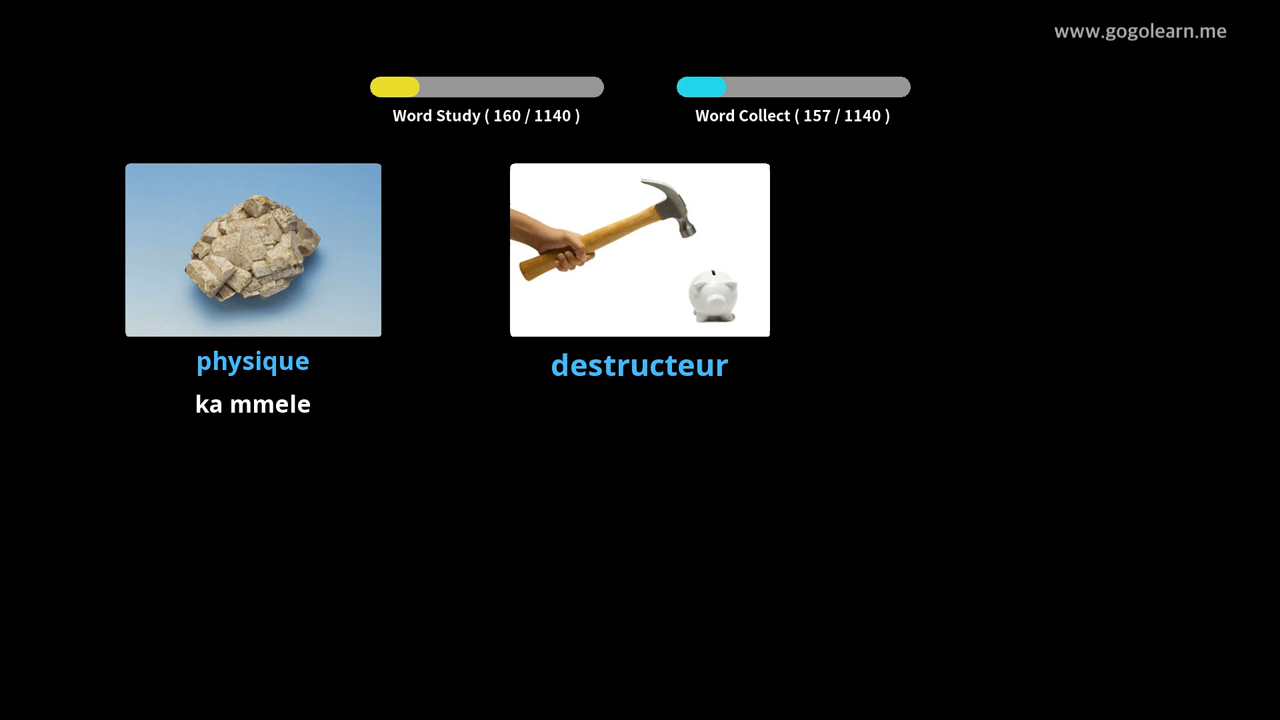 www.gogolearn.me
Word Study ( 160 / 1140 )
Word Collect ( 157 / 1140 )
physique
ka mmele
destructeur